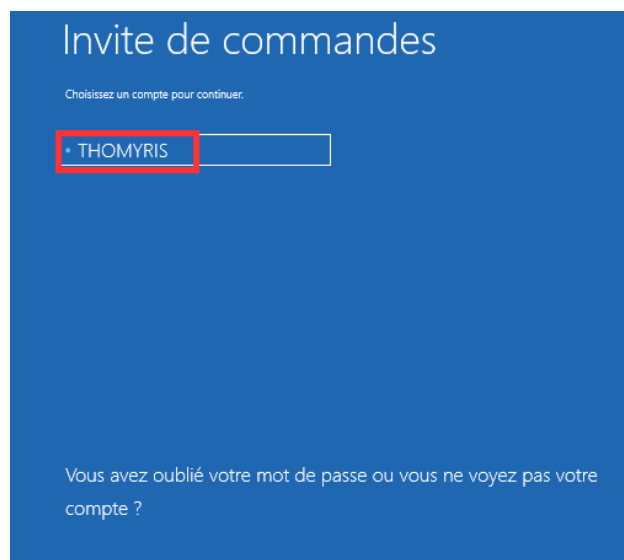 Invite de commandes
Choisissez un compte pour continuer.
THOMYRIS
Vous avez oublié votre mot de passe ou vous ne voyez pas votre
compte ?